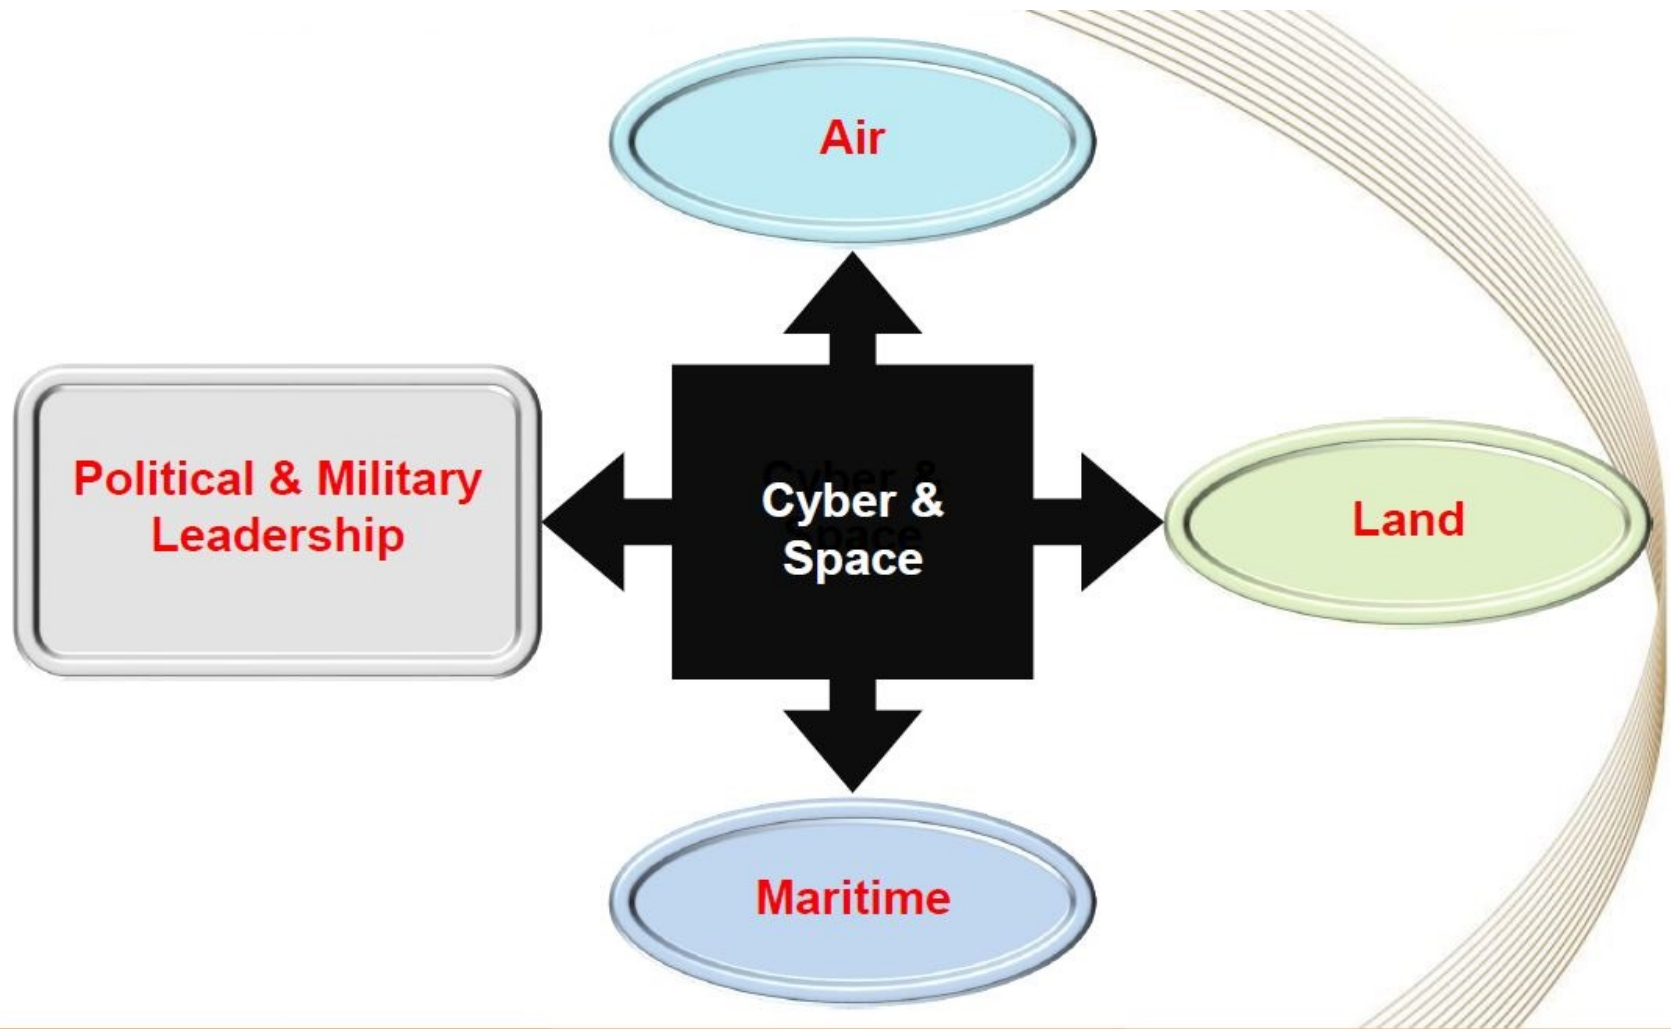 Air
Political & Military
Leadership
Cyber &
Space
Land
Maritime